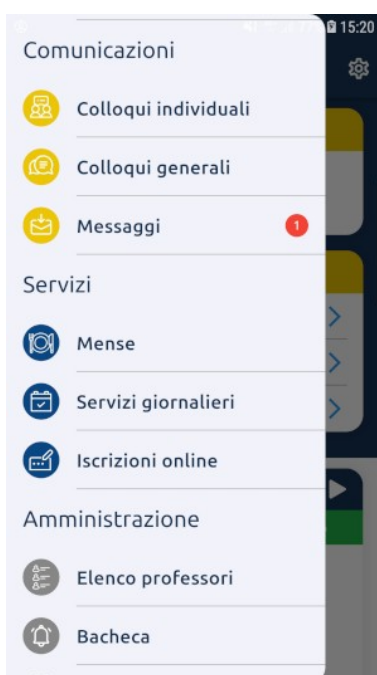 15:20
Comunicazioni
Colloqui individuali
Colloqui generali
Messaggi
1
Servizi
Mense
Servizi giornalieri
Iscrizioni online
Amministrazione
Elenco professori
Bacheca